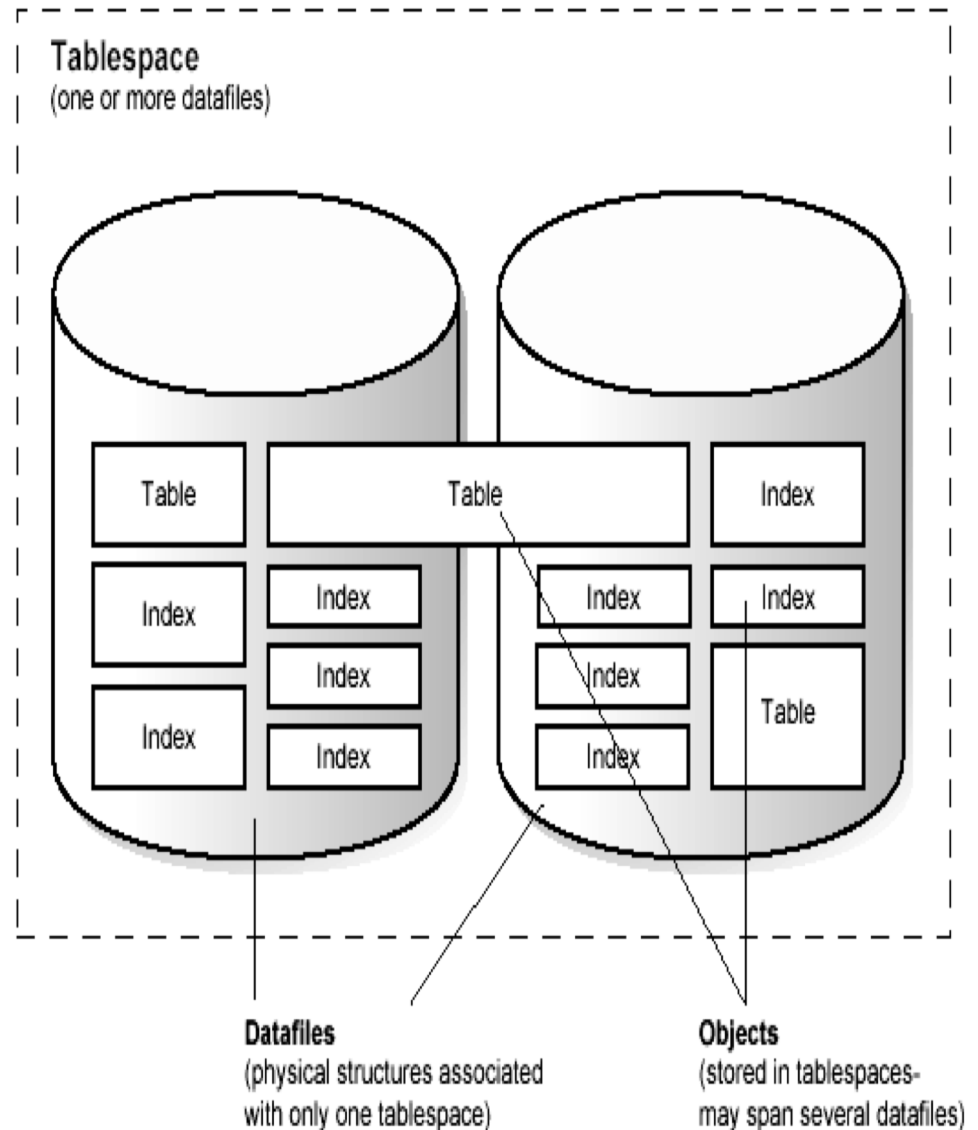 Tablespace
(one or more datafiles)
Table
Table
Index
Index
Index
Index
Index
Index
Index
Index
Table
Index
Index
Index
Datafiles
(physical structures associated
with only one tablespace)
Objects
(stored in tablespaces-
may span several datafiles)